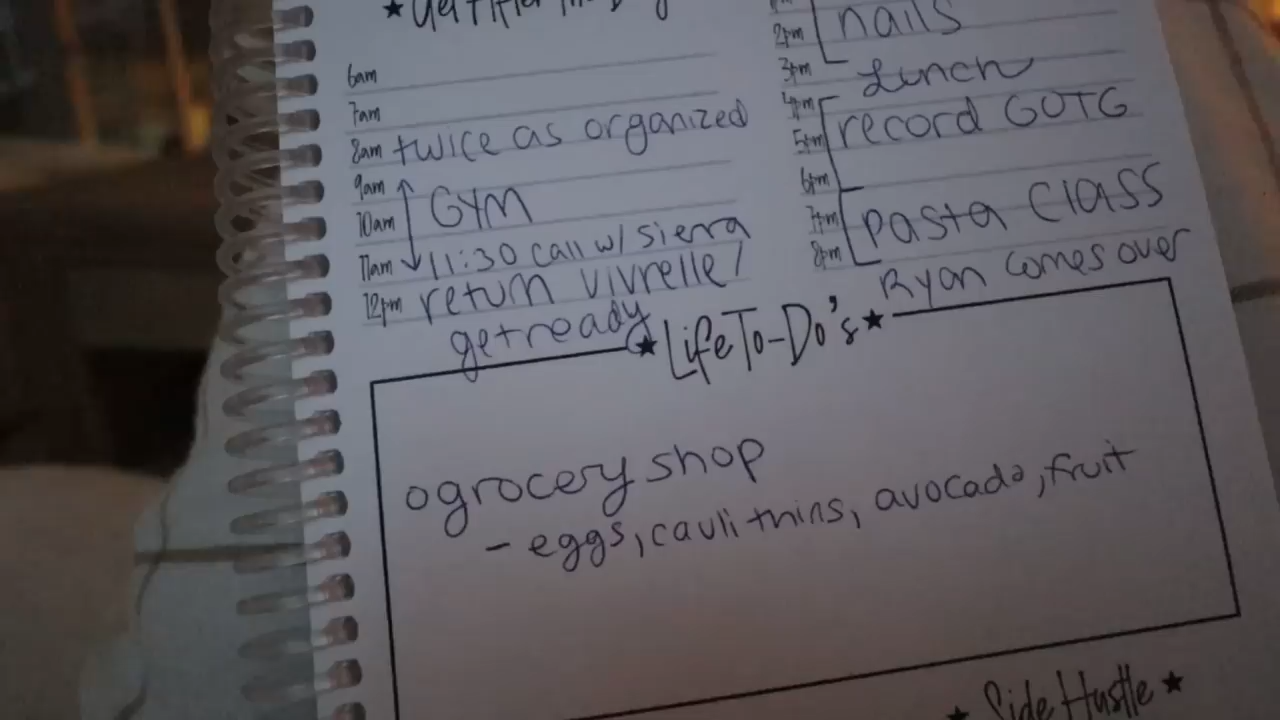 6am
7am
8am twice as organized
9am
10am GYM
11am 11:30 call w/ sierra
12pm return vivrelle/
get ready
2pm nails
3pm Lunch
4pm
5pm record GOTG
6pm
7pm Pasta Class
8pm
Ryan comes over
★ Life To-Do's ★
o grocery shop
- eggs, cauli thins, avocado, fruit
★ Side Hustle ★